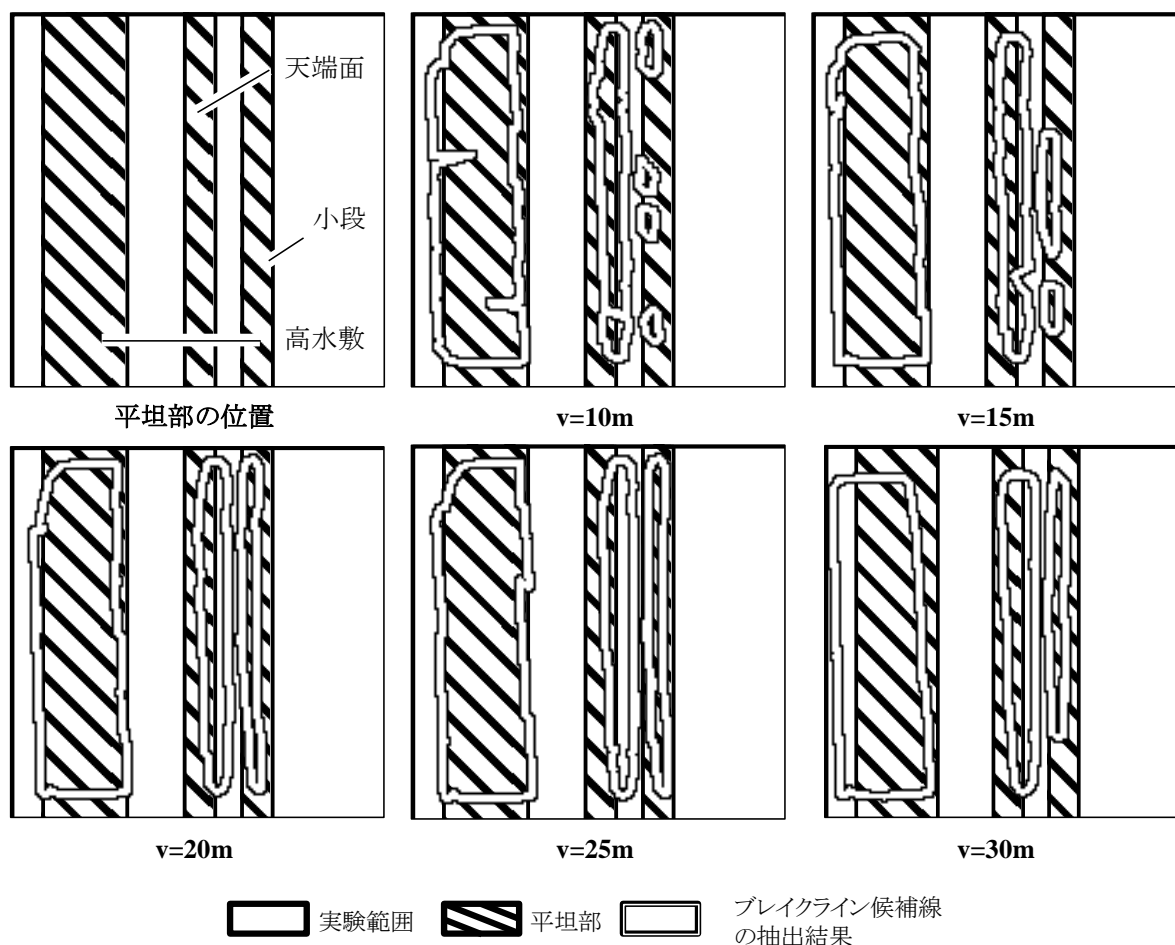 天端面
小段
高水敷
平坦部の位置
v=10m
v=15m
v=20m
v=25m
v=30m
実験範囲
平坦部
ブレイクライン候補線
の抽出結果